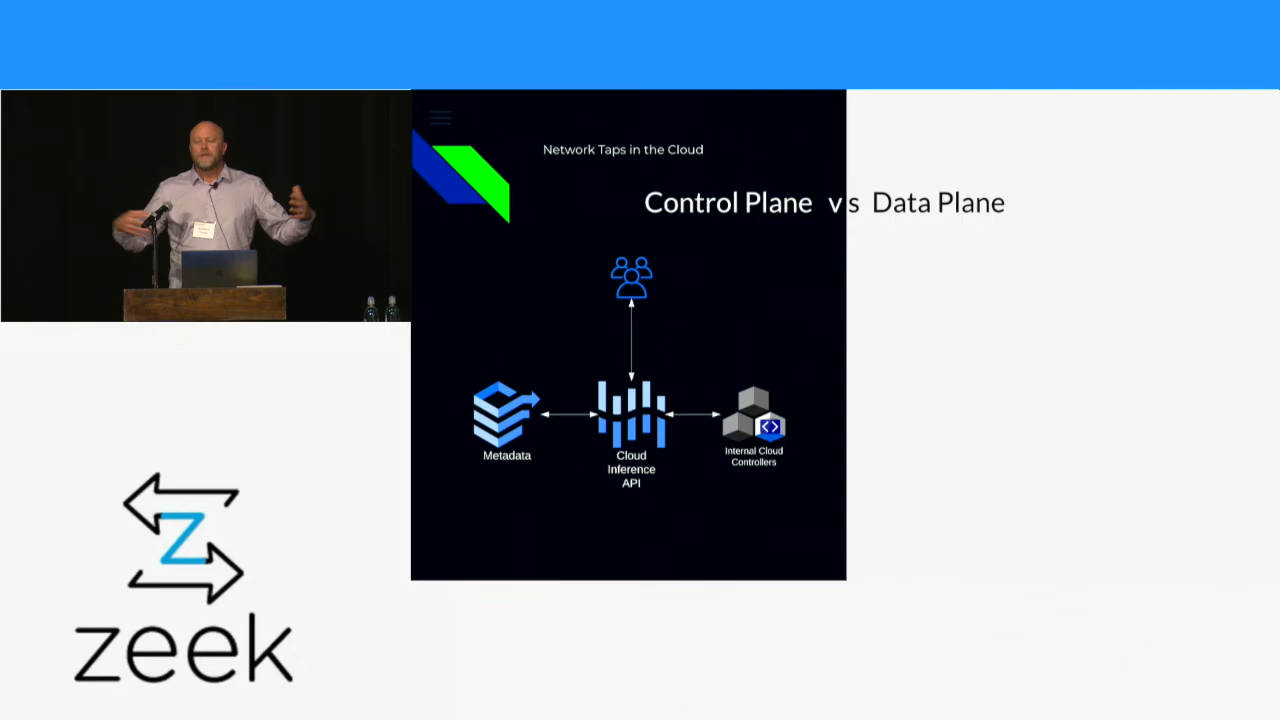 Network Taps in the Cloud
Control Plane vs Data Plane
Metadata
Cloud
Inference
API
Internal Cloud
Controllers
Z
zeek